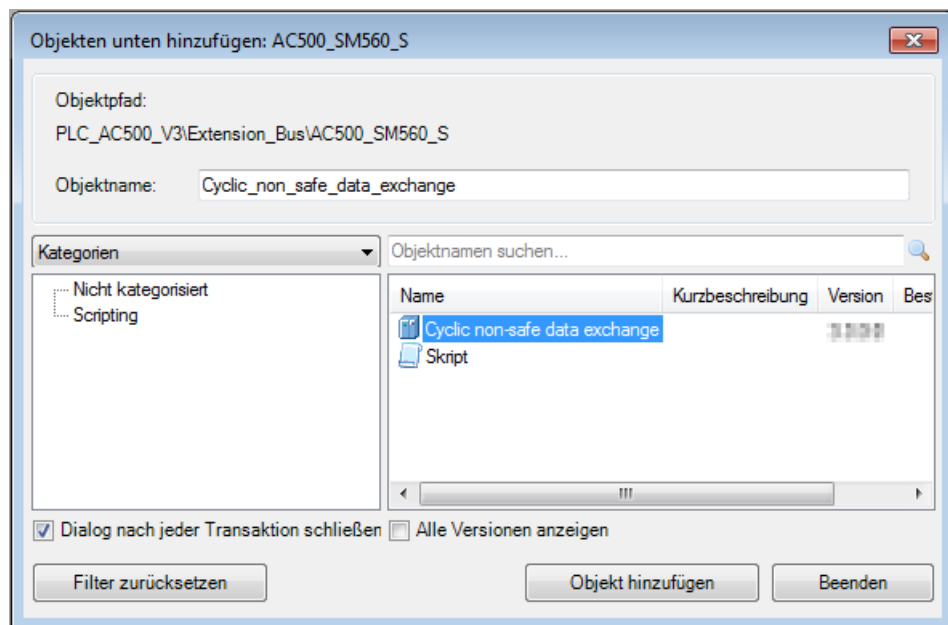 Objekten unten hinzufügen: AC500_SM560_S
Objektpfad:
PLC_AC500_V3\Extension_Bus\AC500_SM560_S
Objektname: Cyclic_non_safe_data_exchange
Kategorien Objektnamen suchen...
Nicht kategorisiert
Scripting
Name Kurzbeschreibung Version Best
Cyclic non-safe data exchange
Skript
Dialog nach jeder Transaktion schließen Alle Versionen anzeigen
Filter zurücksetzen Objekt hinzufügen Beenden